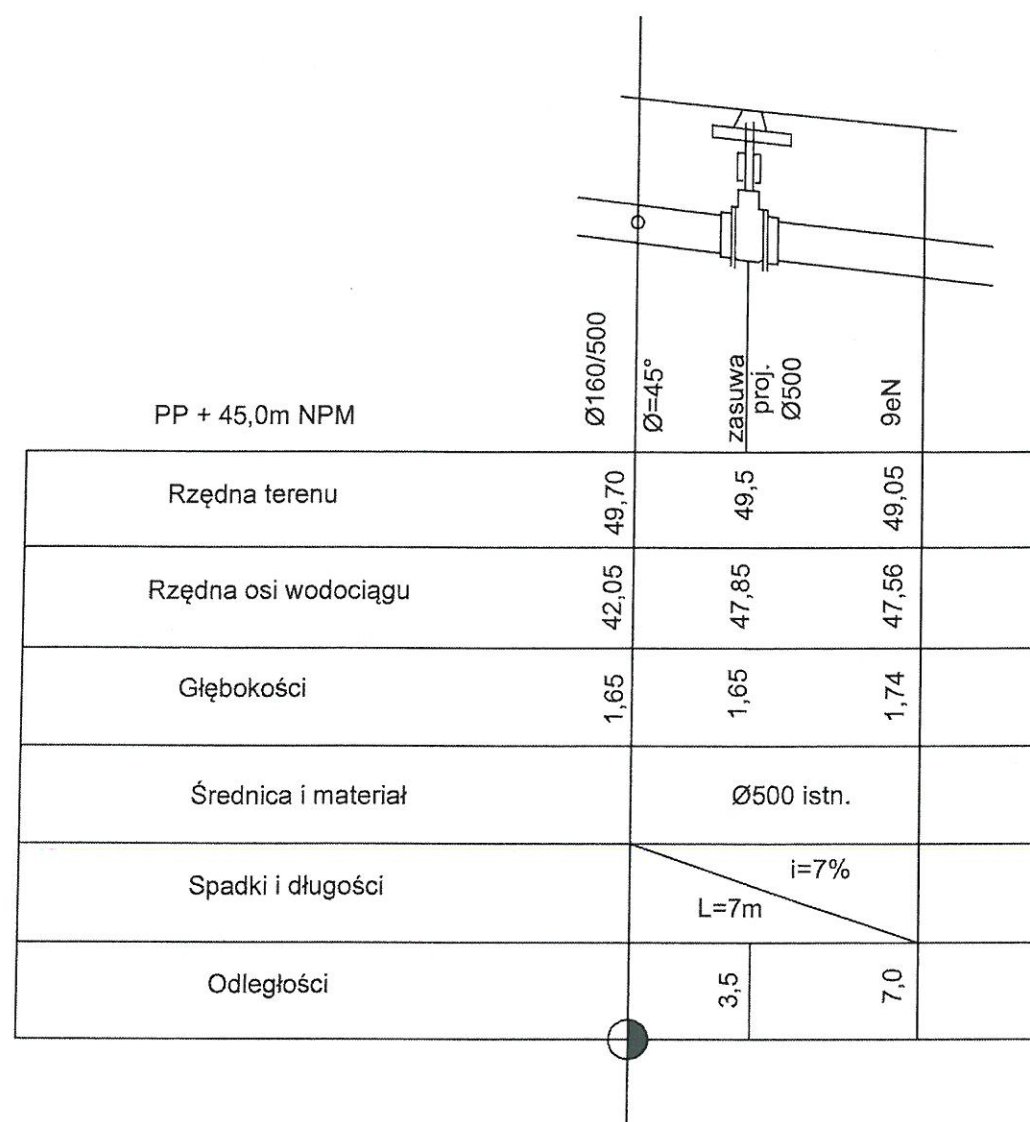 Ø160/500
Ø=45°
zasuwa
proj.
Ø500
9eN
PP + 45,0m NPM
Rzędna terenu
49,70
49,5
49,05
Rzędna osi wodociągu
42,05
47,85
47,56
Głębokości
1,65
1,65
1,74
Średnica i materiał
Ø500 istn.
Spadki i długości
i=7%
L=7m
Odległości
3,5
7,0